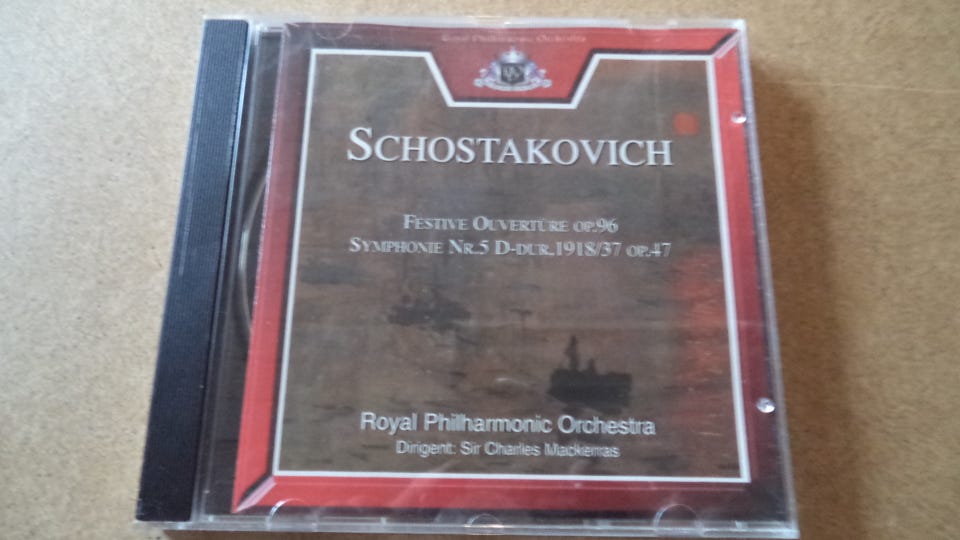 Royal Philharmonic Orchestra
RPO
SCHOSTAKOVICH
FESTIVE OUVERTÜRE OP.96
SYMPHONIE NR.5 D-DUR.1918/37 OP.47
Royal Philharmonic Orchestra
Dirigent: Sir Charles Mackerras